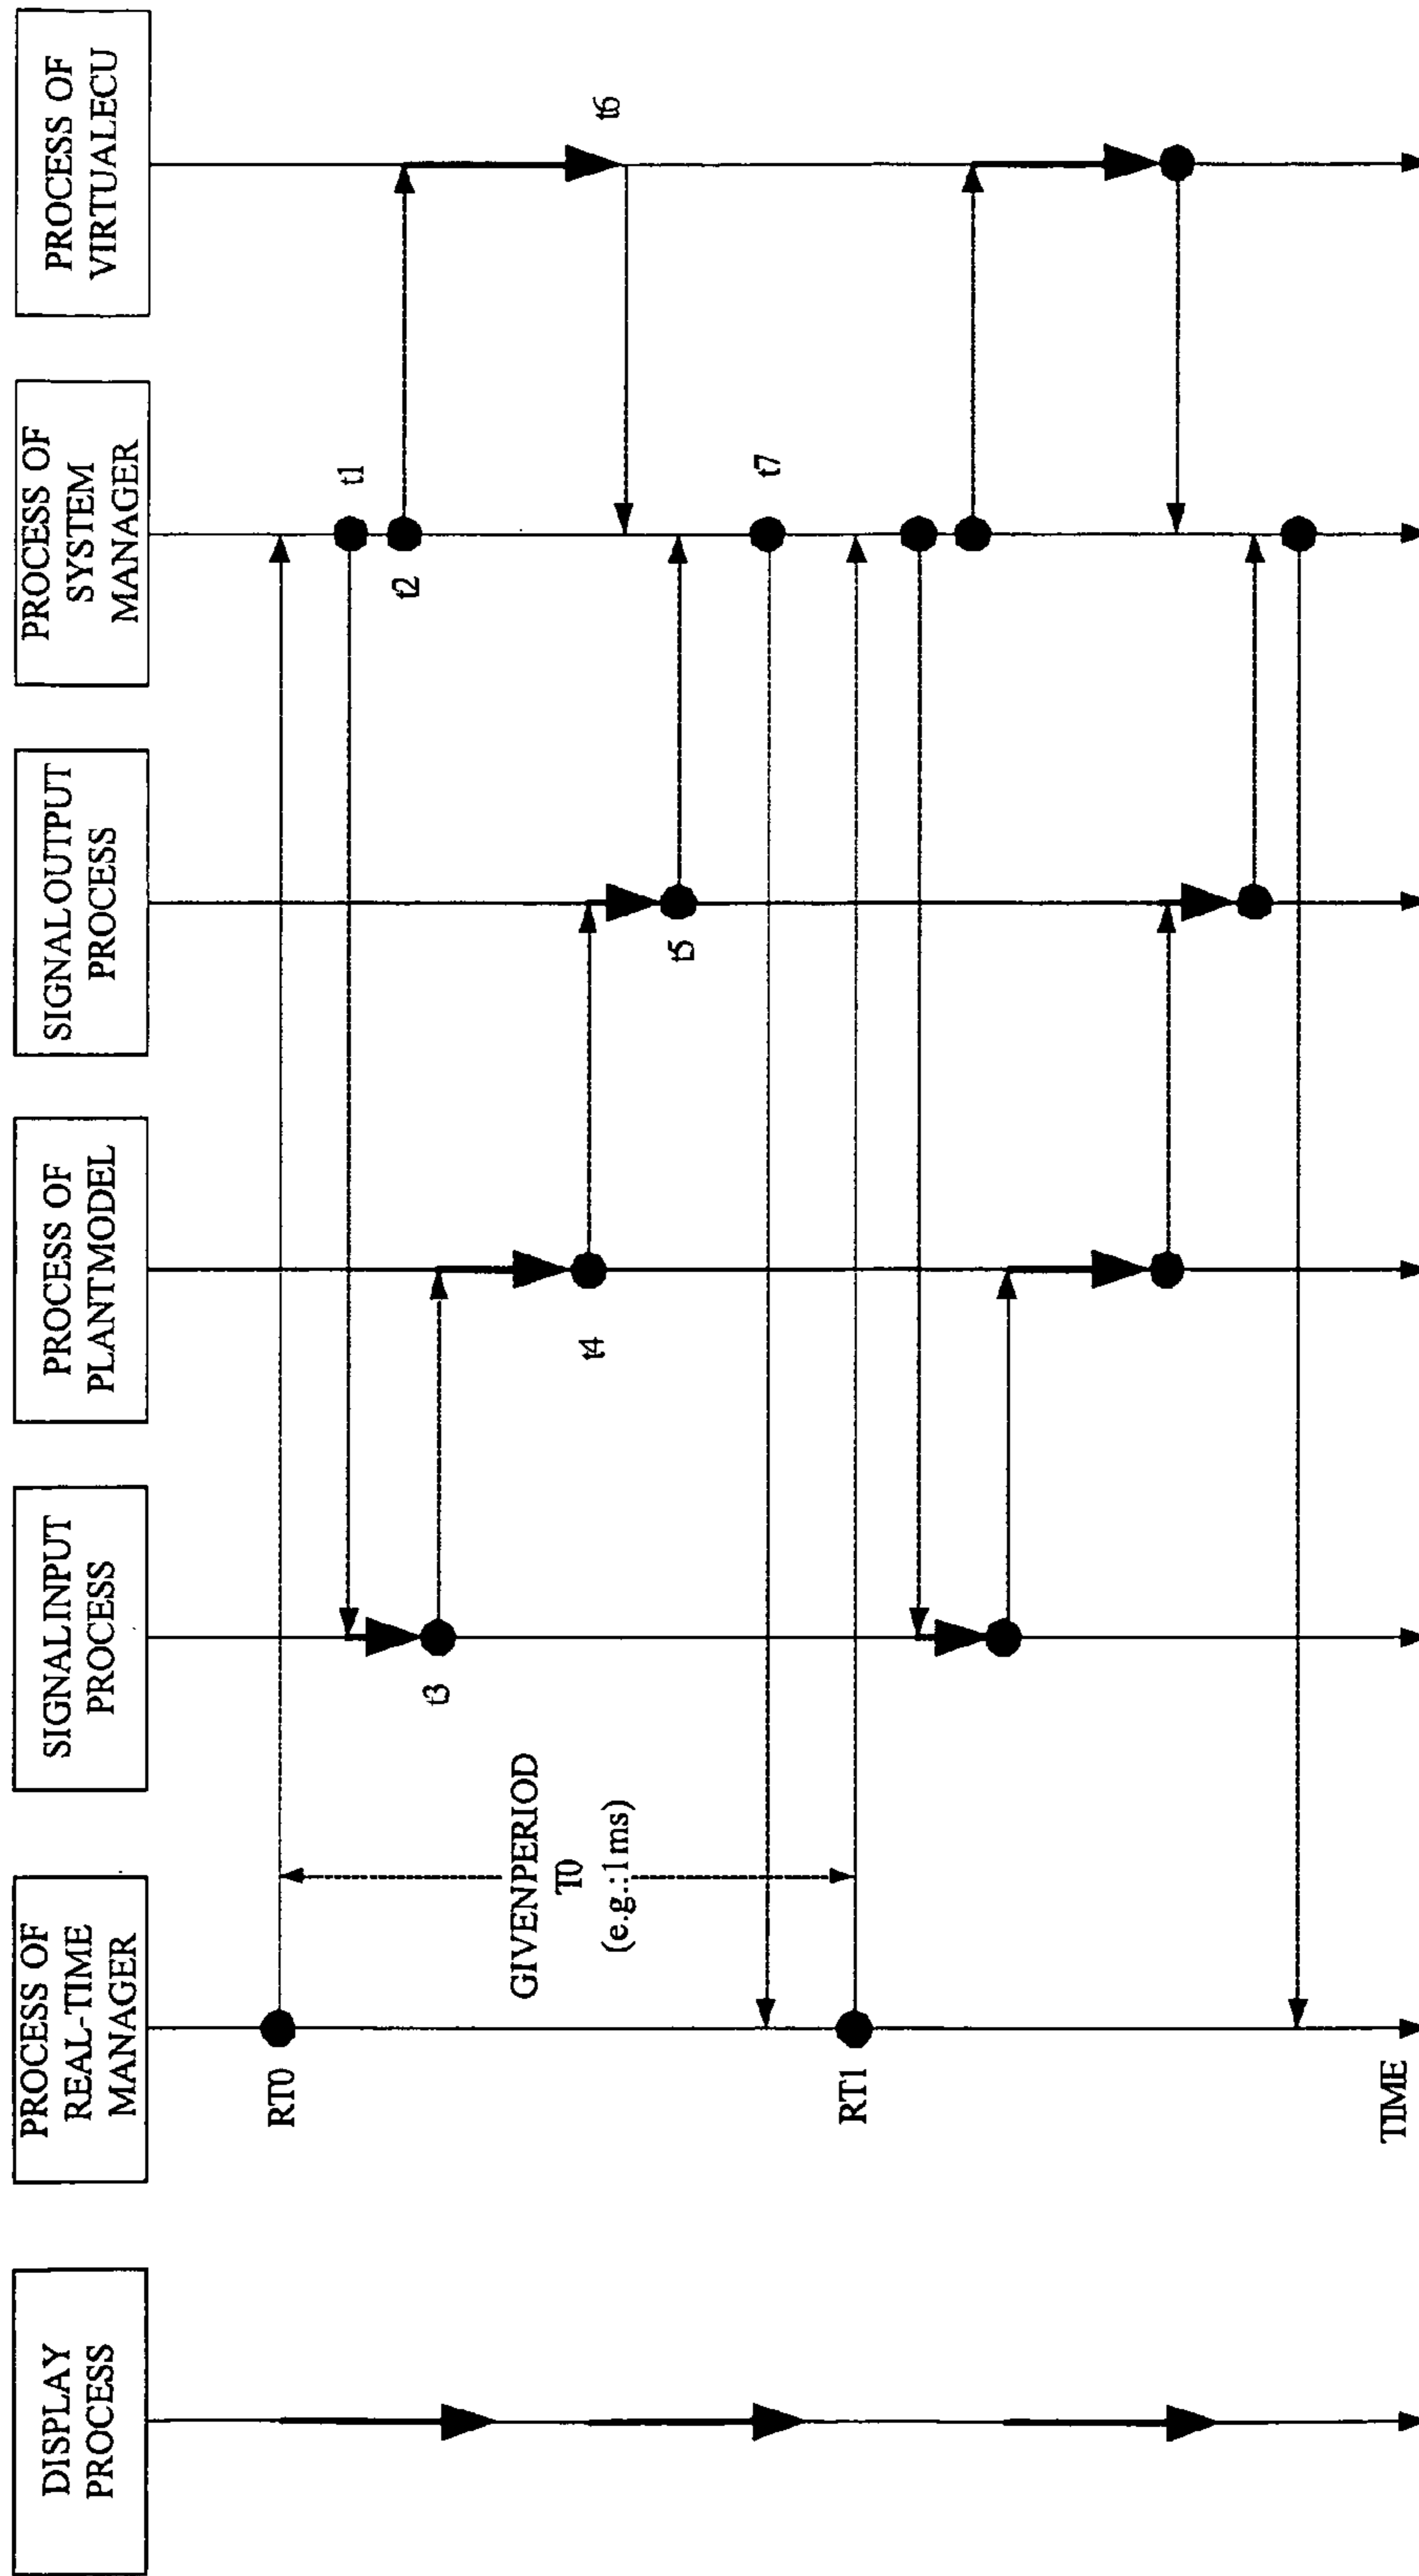 DISPLAY
PROCESS
PROCESS OF
REAL-TIME
MANAGER
SIGNALINPUT
PROCESS
PROCESS OF
PLANTMODEL
SIGNALOUTPUT
PROCESS
PROCESS OF
SYSTEM
MANAGER
PROCESS OF
VIRTUALECU
RT0
t1
t2
t3
GIVENPERIOD
T0
(e.g.:1ms)
t4
t6
t5
t7
RT1
TIME